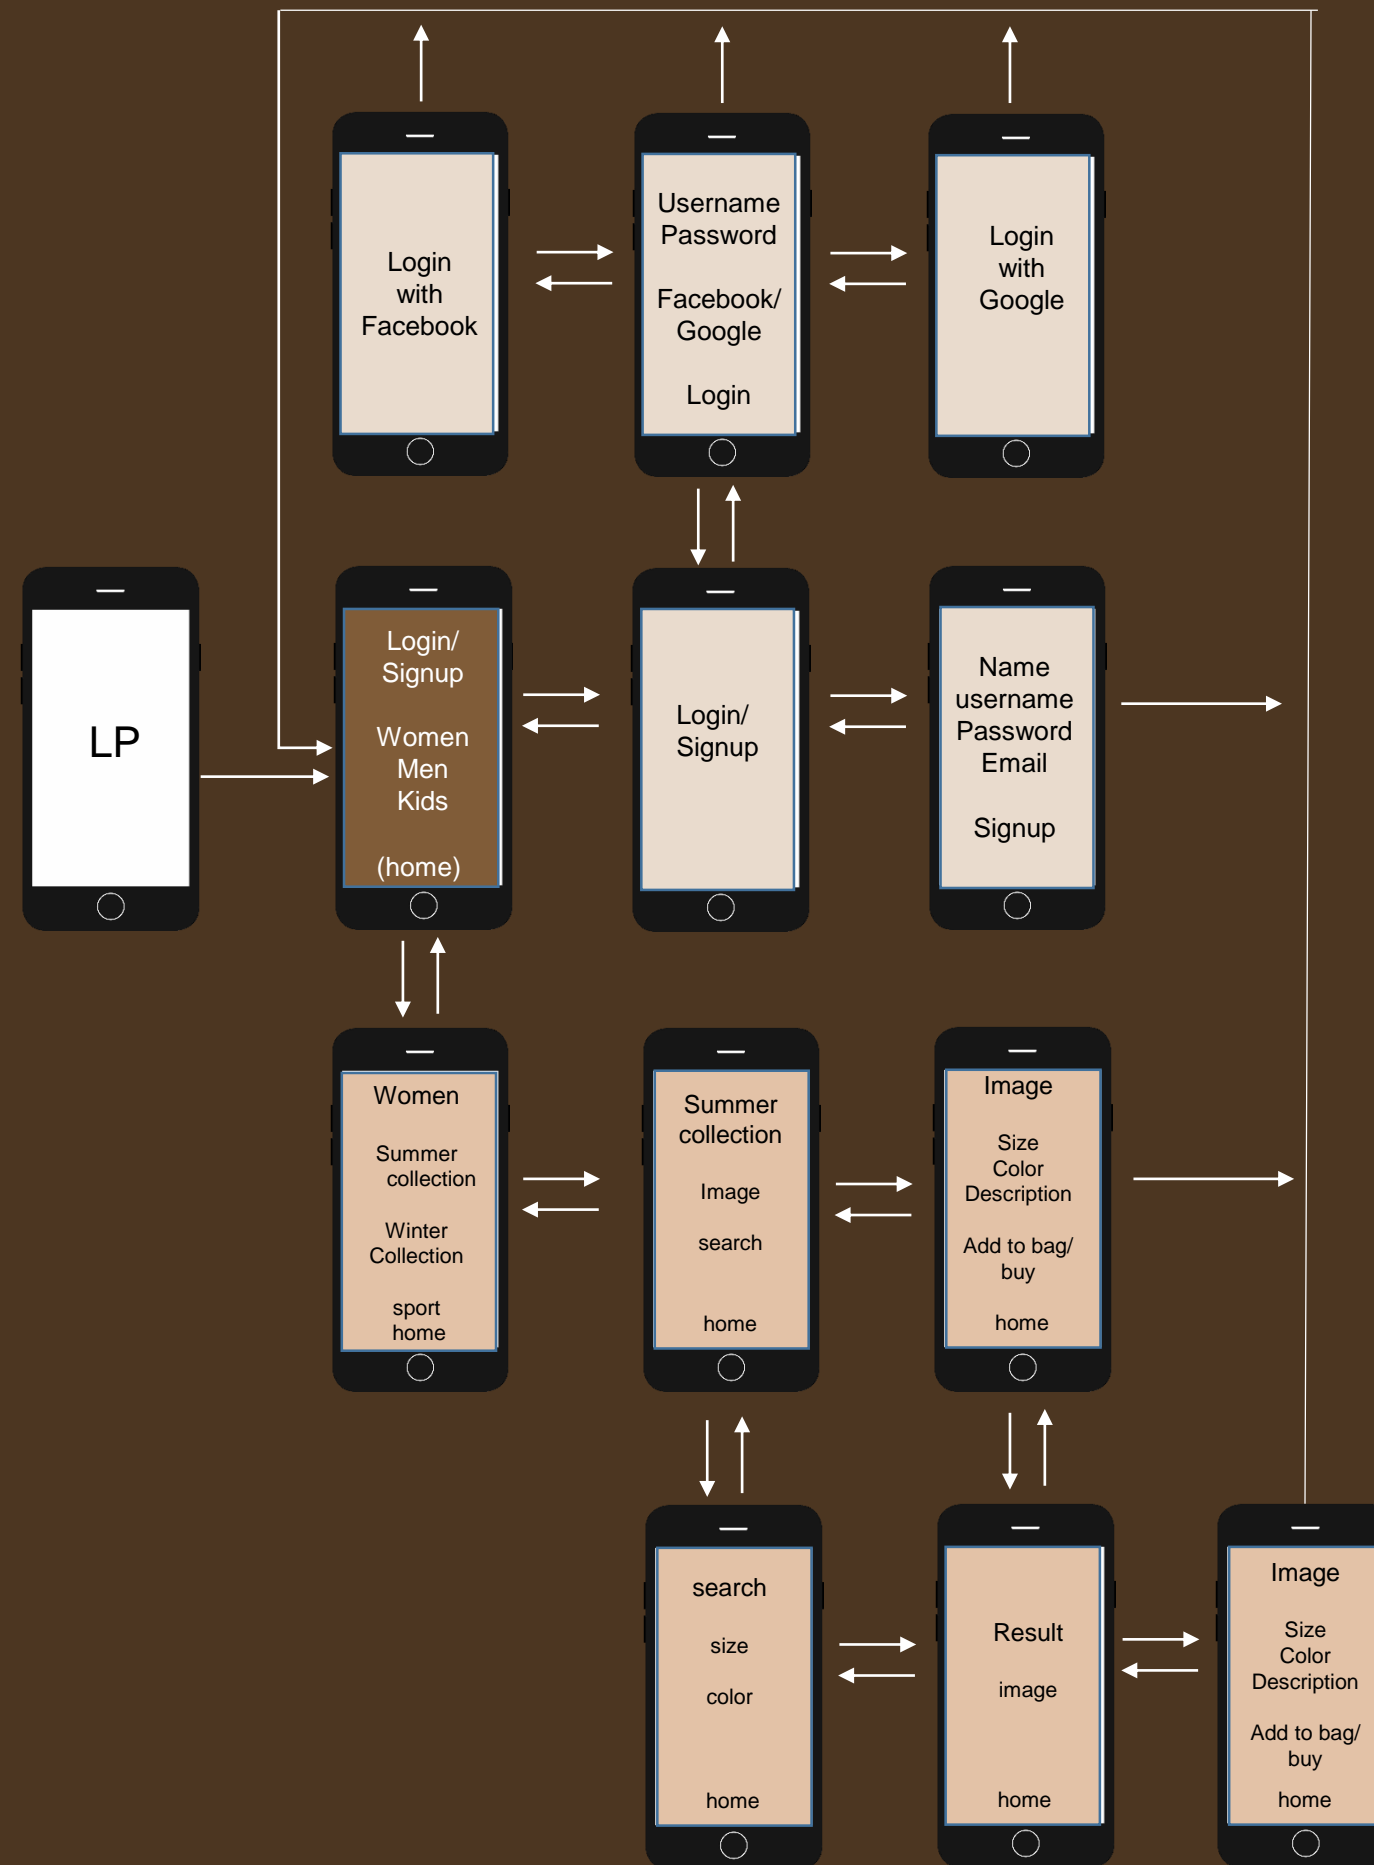 Login
with
Facebook
Username
Password
Facebook/
Google
Login
Login
with
Google
LP
Login/
Signup
Women
Men
Kids
(home)
Login/
Signup
Name
username
Password
Email
Signup
Women
Summer
collection
Winter
Collection
sport
home
Summer
collection
Image
search
home
Image
Size
Color
Description
Add to bag/
buy
home
search
size
color
home
Result
image
home
Image
Size
Color
Description
Add to bag/
buy
home